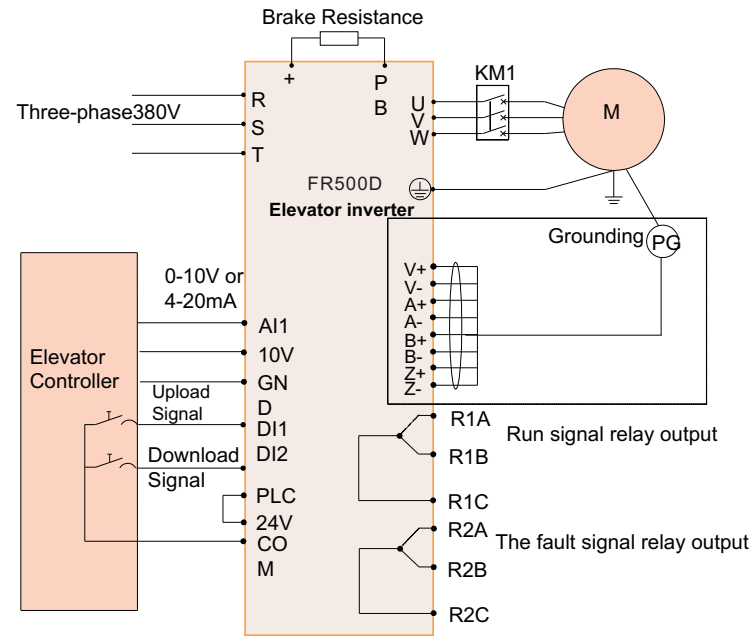 Brake Resistance
+
P
B
KM1
R
S
T
Three-phase380V
U
V
W
M
FR500D
Elevator inverter
Grounding
PG
V+
V-
A+
A-
B+
B-
Z+
Z-
0-10V or
4-20mA
Elevator
Controller
AI1
10V
GN
D
Upload
Signal
DI1
Download
Signal
DI2
PLC
24V
CO
M
R1A
R1B
R1C
Run signal relay output
R2A
R2B
R2C
The fault signal relay output